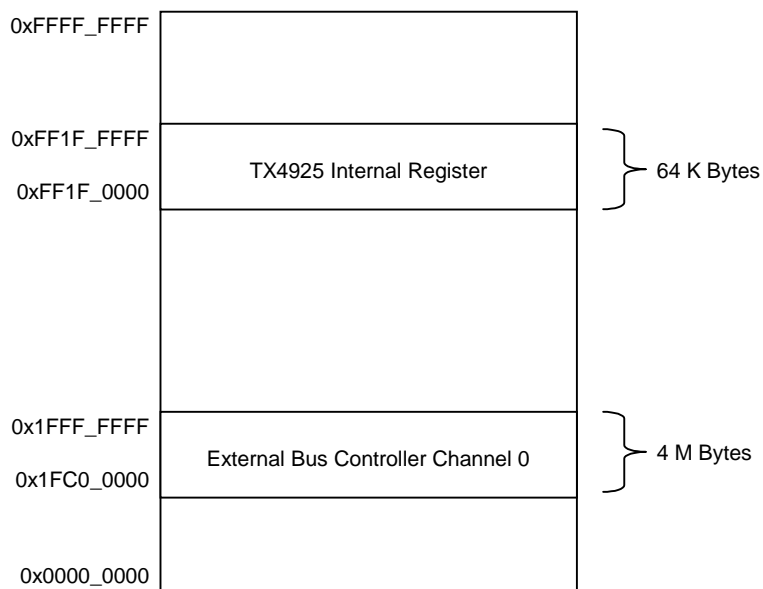 0xFFFF_FFFF
0xFF1F_FFFF
TX4925 Internal Register
64 K Bytes
0xFF1F_0000
0x1FFF_FFFF
External Bus Controller Channel 0
4 M Bytes
0x1FC0_0000
0x0000_0000